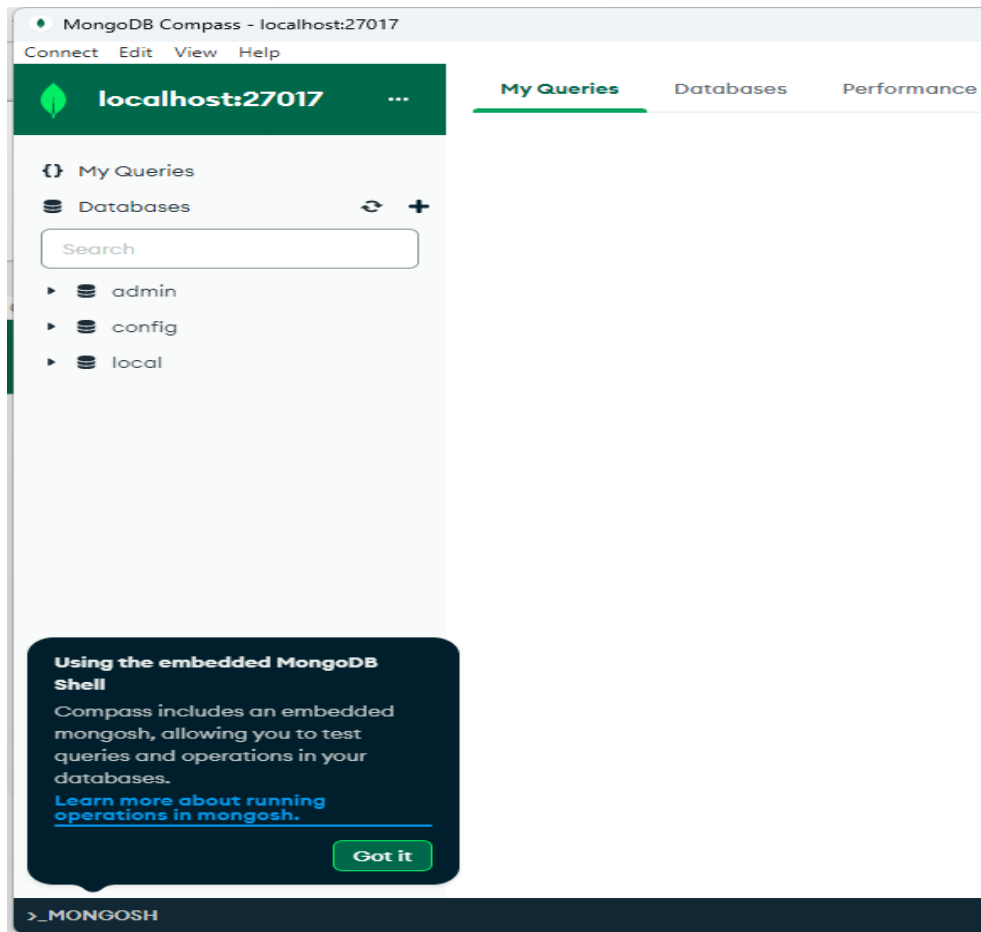 MongoDB Compass - localhost:27017
Connect Edit View Help
localhost:27017 ...
My Queries Databases Performance
{} My Queries
Databases
Search
admin
config
local
Using the embedded MongoDB
Shell
Compass includes an embedded
mongosh, allowing you to test
queries and operations in your
databases.
Learn more about running
operations in mongosh.
Got it
>_MONGOSH